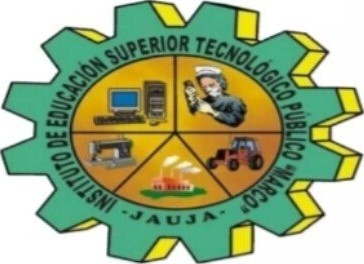 INSTITUTO DE EDUCACIÓN SUPERIOR TECNOLÓGICO PÚBLICO "MARCO"
- JAUJA -